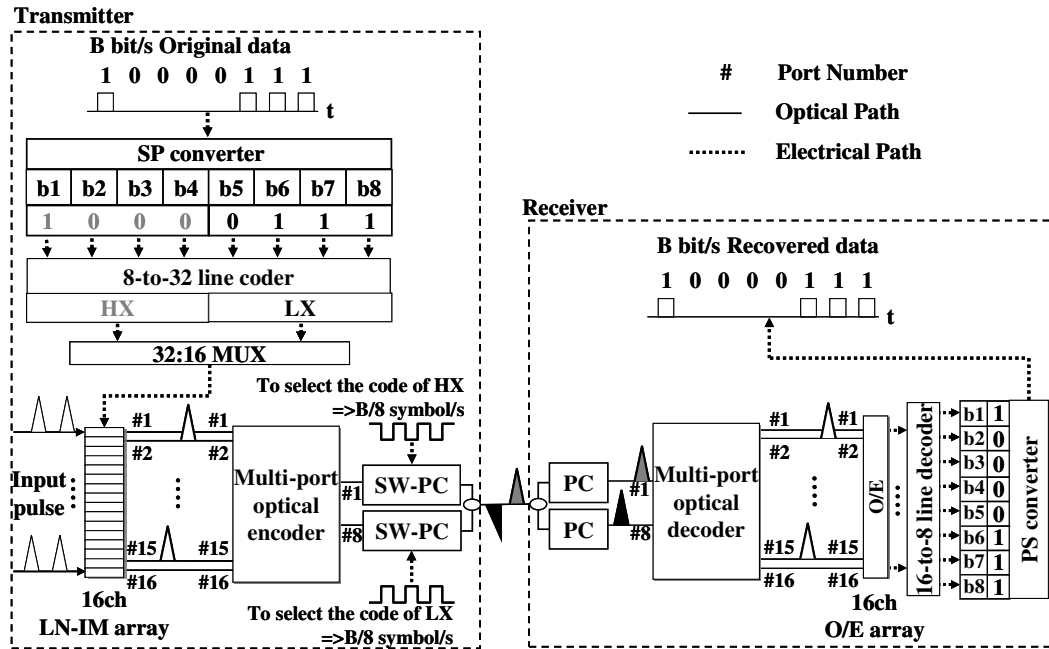 Transmitter
B bit/s Original data
1 0 0 0 0 1 1 1
t
SP converter
b1 b2 b3 b4 b5 b6 b7 b8
1 0 0 0 0 1 1 1
8-to-32 line coder
HX LX
32:16 MUX
To select the code of HX
=>B/8 symbol/s
Input
pulse
#1 #1
#2 #2
#15 #15
#16 #16
16ch
LN-IM array
Multi-port
optical
encoder
#1
#8
SW-PC
SW-PC
To select the code of LX
=>B/8 symbol/s
# Port Number
Optical Path
Electrical Path
Receiver
B bit/s Recovered data
1 0 0 0 0 1 1 1
t
PC
PC
#1
#8
Multi-port
optical
decoder
#1 #1
#2 #2
#15 #15
#16 #16
O/E
16ch
O/E array
16-to-8 line decoder
b1 1
b2 0
b3 0
b4 0
b5 0
b6 1
b7 1
b8 1
PS converter